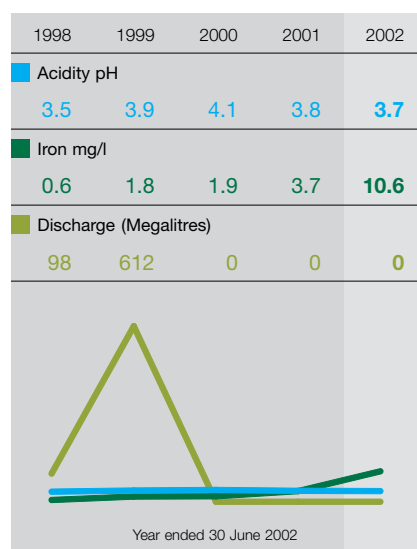 1998 1999 2000 2001 2002
Acidity pH
3.5 3.9 4.1 3.8 3.7
Iron mg/l
0.6 1.8 1.9 3.7 10.6
Discharge (Megalitres)
98 612 0 0 0
Year ended 30 June 2002